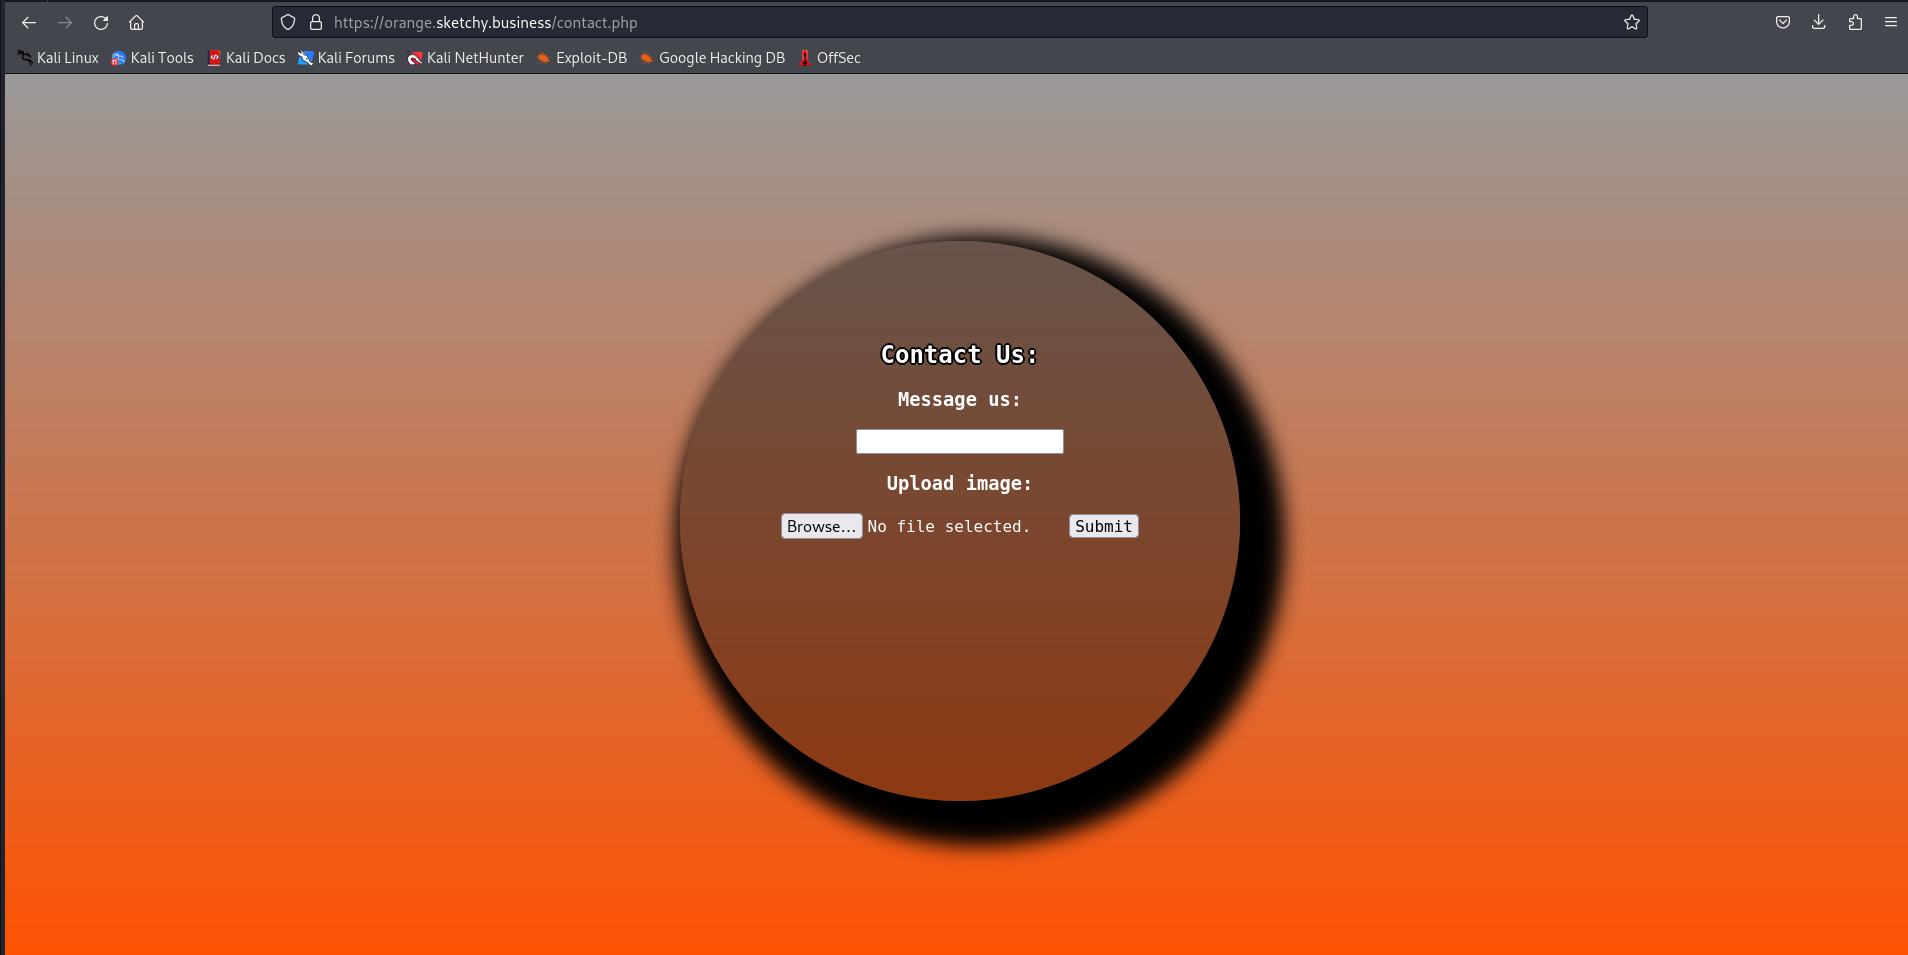 https://orange.sketchy.business/contact.php
Kali Linux Kali Tools Kali Docs Kali Forums Kali NetHunter Exploit-DB Google Hacking DB OffSec
Contact Us:
Message us:
Upload image:
Browse... No file selected. Submit